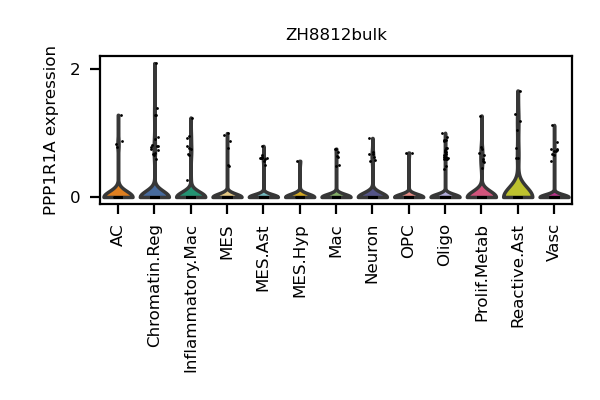 ZH8812bulk
PPP1R1A expression
2
0
AC
Chromatin.Reg
Inflammatory.Mac
MES
MES.Ast
MES.Hyp
Mac
Neuron
OPC
Oligo
Prolif.Metab
Reactive.Ast
Vasc